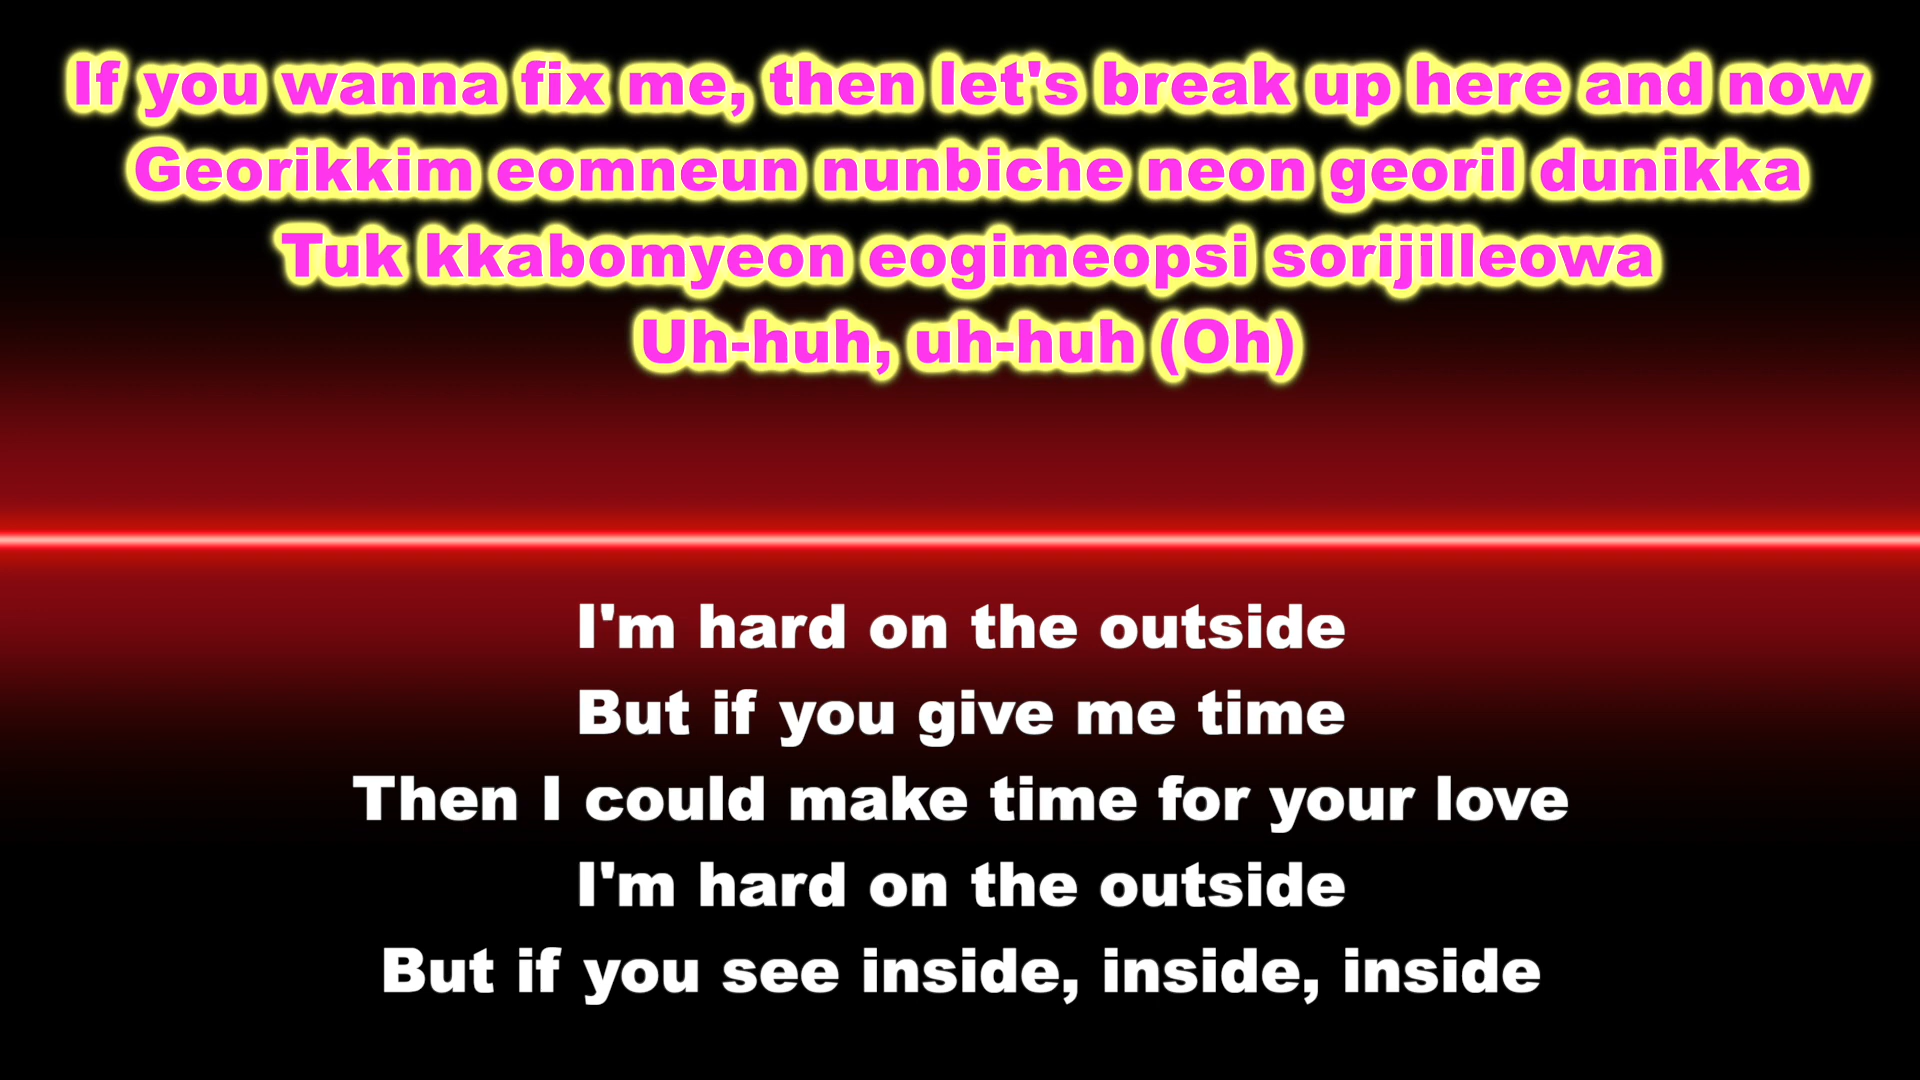 If you wanna fix me, then let's break up here and now
Georikkim eomneun nunbiche neon georil dunikka
Tuk kkabomyeon eogimeopsi sorijilleowa
Uh-huh, uh-huh (Oh)
I'm hard on the outside
But if you give me time
Then I could make time for your love
I'm hard on the outside
But if you see inside, inside, inside